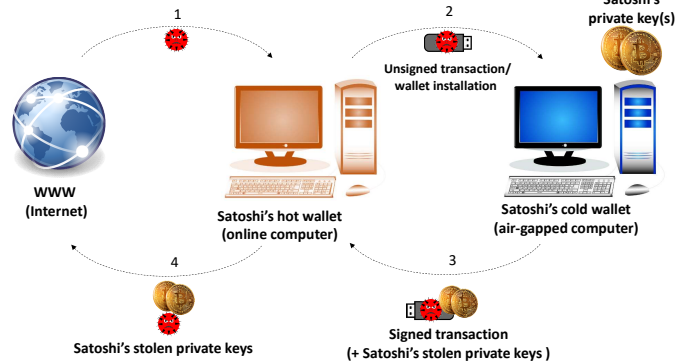 Satoshi's
private key(s)
1
2
Unsigned transaction/
wallet installation
WWW
(Internet)
Satoshi's hot wallet
(online computer)
Satoshi's cold wallet
(air-gapped computer)
4
3
Satoshi's stolen private keys
Signed transaction
(+ Satoshi's stolen private keys )